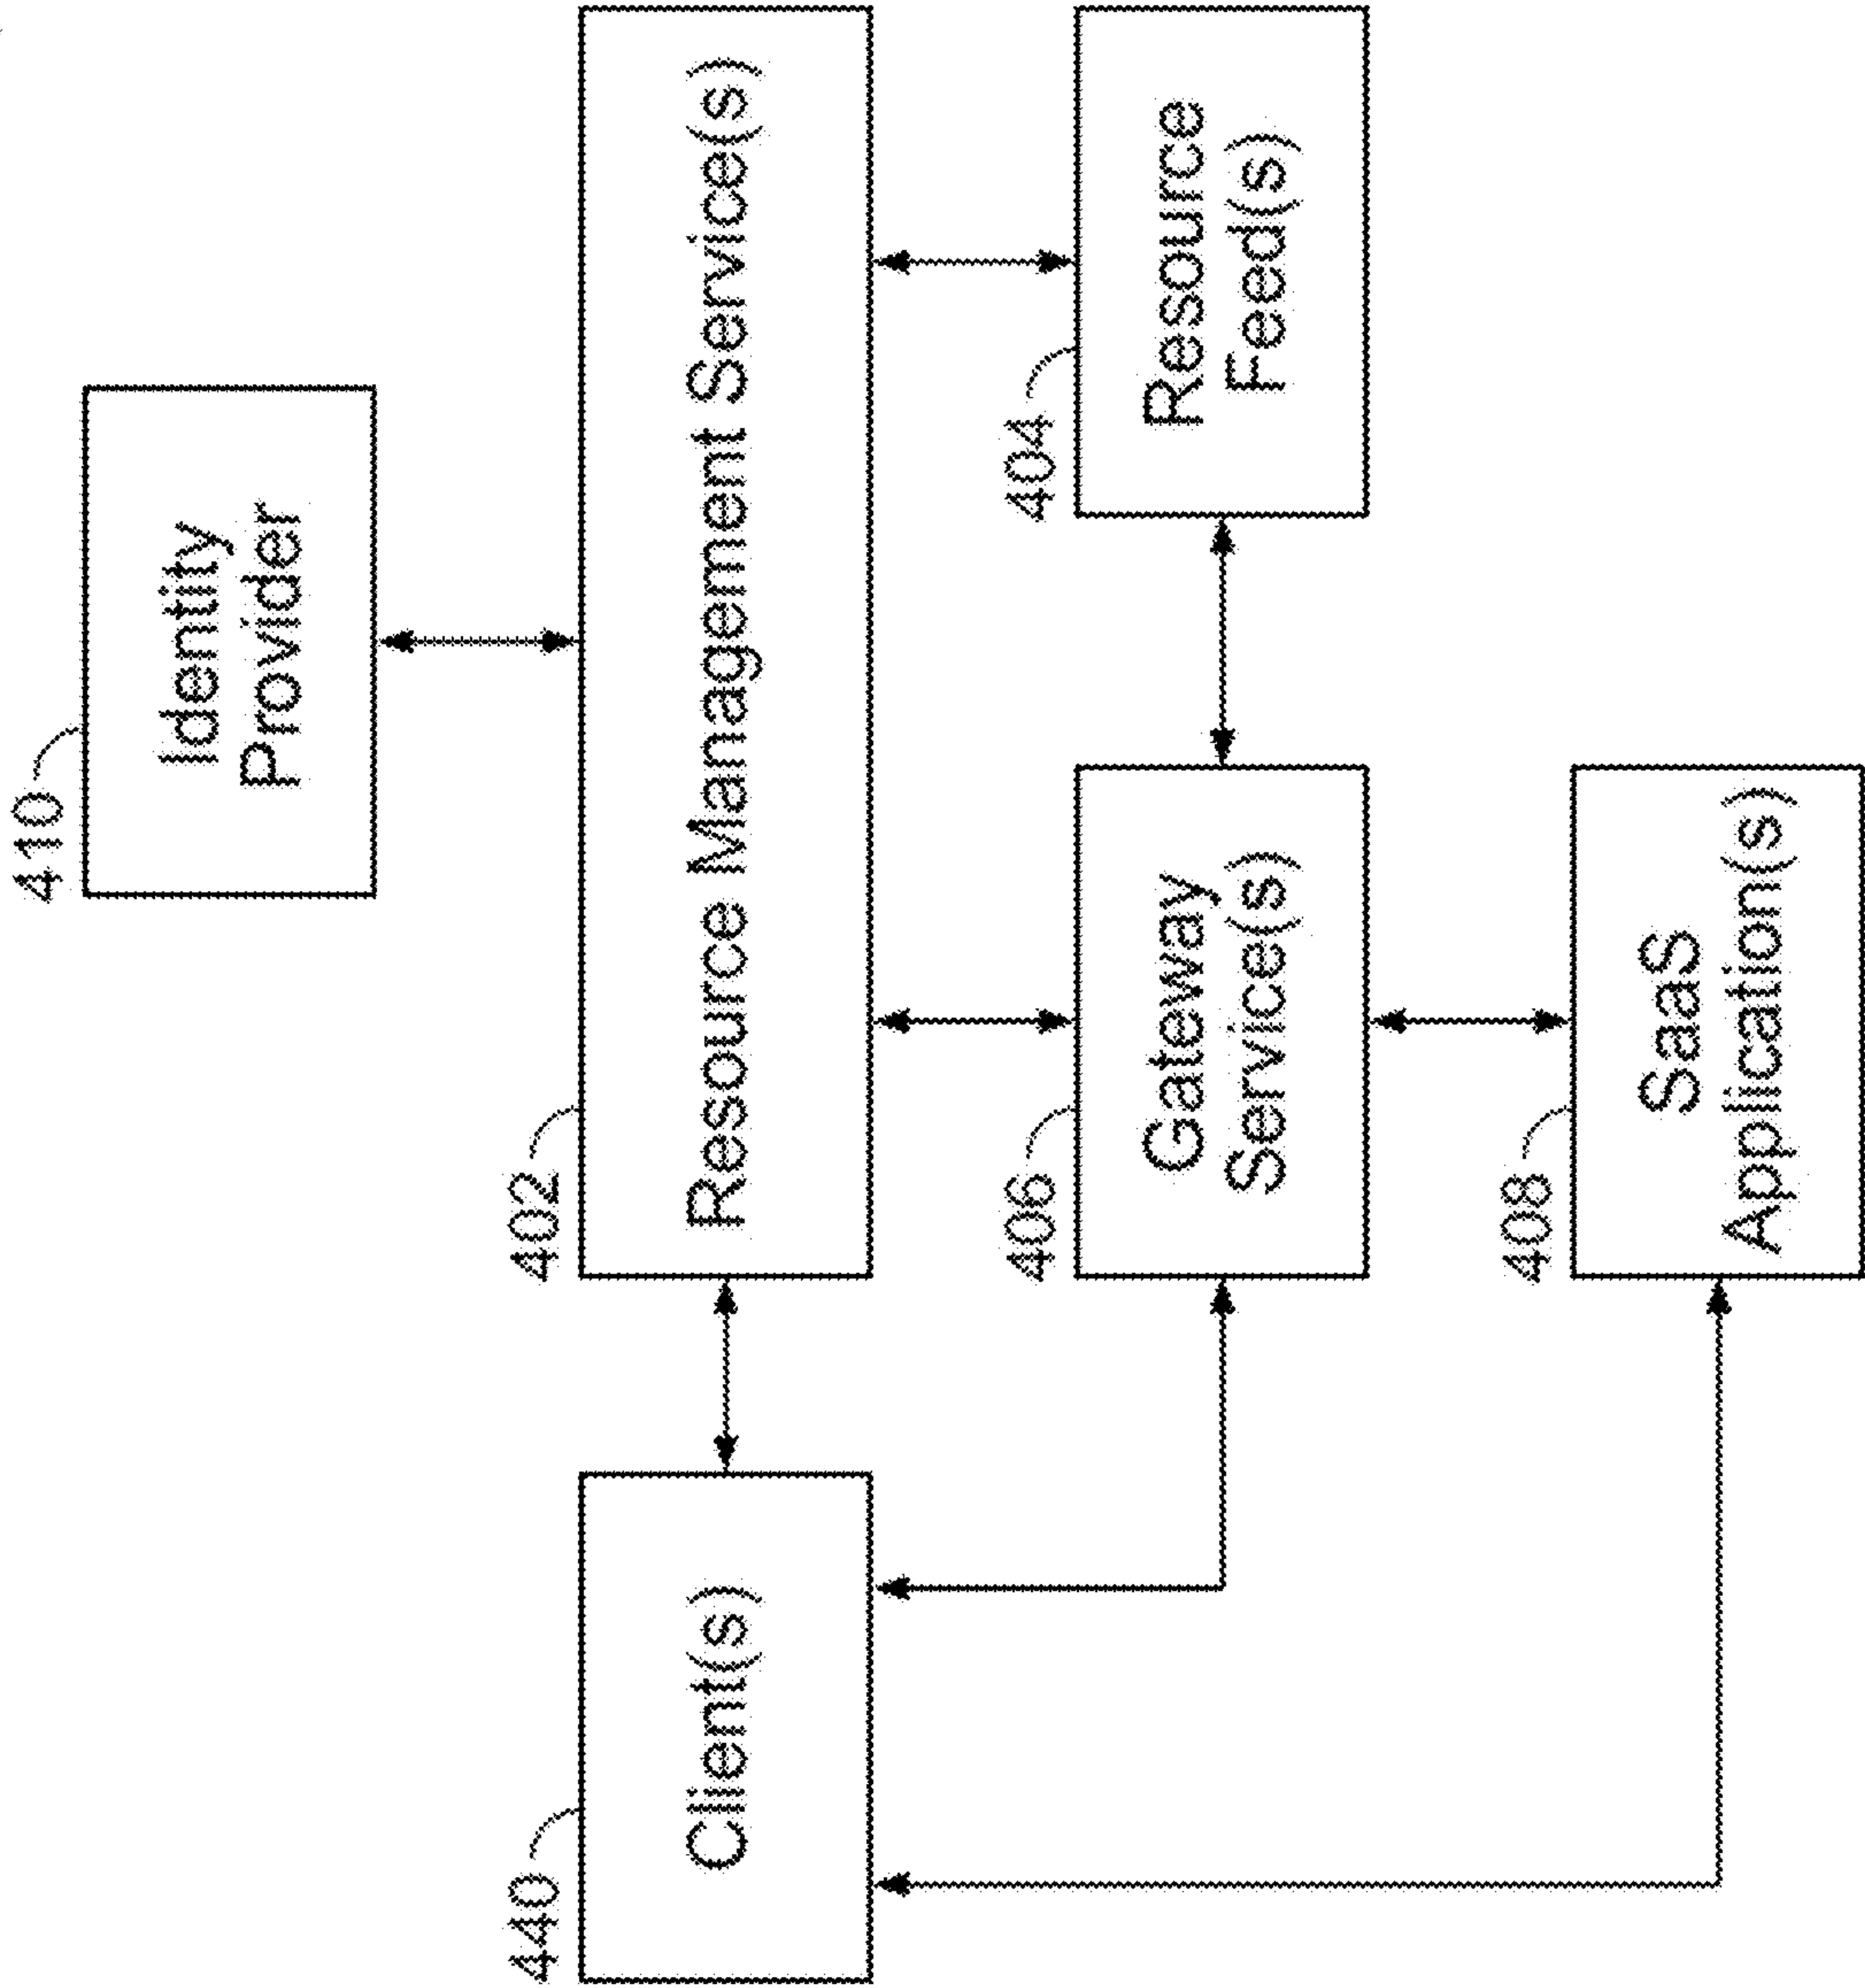 410
Identity
Provider
440
Client(s)
402
Resource Management Service(s)
406
Gateway
Service(s)
404
Resource
Feed(s)
408
SaaS
Application(s)